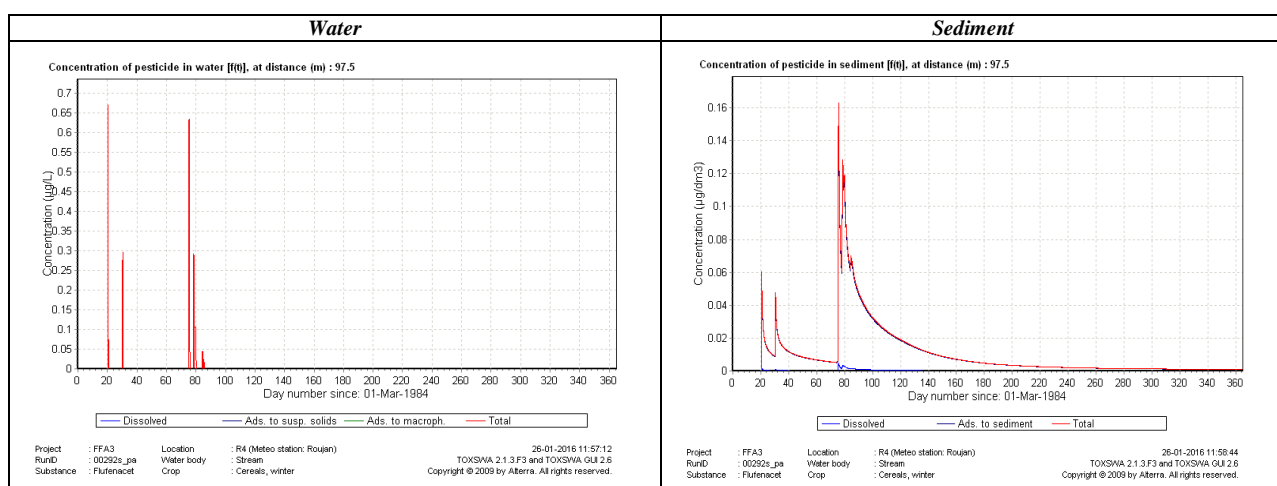 Water
Sediment
Concentration of pesticide in water [f(t)], at distance (m) : 97.5
Concentration (µg/L)
0.7
0.65
0.6
0.55
0.5
0.45
0.4
0.35
0.3
0.25
0.2
0.15
0.1
0.05
0
0 20 40 60 80 100 120 140 160 180 200 220 240 260 280 300 320 340 360
Day number since: 01-Mar-1984
Dissolved Ads. to susp. solids Ads. to macroph. Total
Project : FFA3 Location : R4 (Meteo station: Roujan) 26-01-2016 11:57:12
RunID : 00292s_pa Water body : Stream TOXSWA 2.1.3.F3 and TOXSWA GUI 2.6
Substance : Flufenacet Crop : Cereals, winter Copyright © 2009 by Alterra. All rights reserved.
Concentration of pesticide in sediment [f(t)], at distance (m) : 97.5
Concentration (µg/dm3)
0.16
0.14
0.12
0.1
0.08
0.06
0.04
0.02
0
0 20 40 60 80 100 120 140 160 180 200 220 240 260 280 300 320 340 360
Day number since: 01-Mar-1984
Dissolved Ads. to sediment Total
Project : FFA3 Location : R4 (Meteo station: Roujan) 26-01-2016 11:58:44
RunID : 00292s_pa Water body : Stream TOXSWA 2.1.3.F3 and TOXSWA GUI 2.6
Substance : Flufenacet Crop : Cereals, winter Copyright © 2009 by Alterra. All rights reserved.